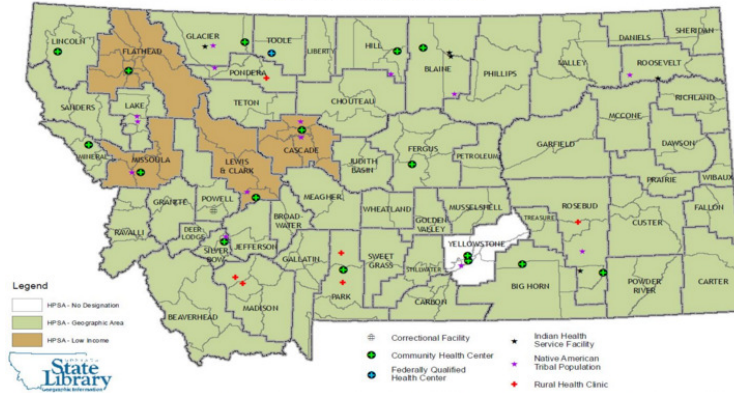 LINCOLN
FLATHEAD
GLACIER
TOOLE
LIBERTY
HILL
BLAINE
PHILLIPS
VALLEY
DANIELS
SHERIDAN
ROOSEVELT
PONDERA
SANDERS
LAKE
TETON
CHOUTEAU
RICHLAND
MCCONE
MINERAL
MISSOULA
LEWIS
& CLARK
CASCADE
JUDITH
BASIN
FERGUS
PETROLEUM
GARFIELD
DAWSON
PRAIRIE
WIBAUX
POWELL
GRANITE
RAVALLI
DEER
LODGE
SILVER
BOW
JEFFERSON
BROAD-
WATER
MEAGHER
WHEATLAND
GOLDEN
VALLEY
MUSSELSHELL
TREASURE
ROSEBUD
CUSTER
FALLON
GALLATIN
SWEET
GRASS
STILLWATER
YELLOWSTONE
BIG HORN
POWDER
RIVER
CARTER
BEAVERHEAD
MADISON
PARK
CARBON
Legend
HPSA - No Designation
HPSA - Geographic Area
HPSA - Low Income
Correctional Facility
Community Health Center
Federally Qualified
Health Center
Indian Health
Service Facility
Native American
Tribal Population
Rural Health Clinic
State
Library